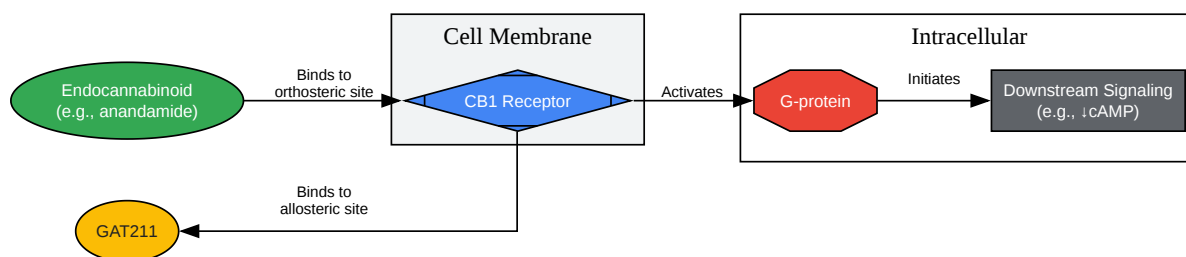 Cell Membrane
Intracellular
Endocannabinoid
(e.g., anandamide)
Binds to
orthosteric site
CB1 Receptor
Activates
G-protein
Initiates
Downstream Signaling
(e.g., ↓cAMP)
Binds to
allosteric site
GAT211